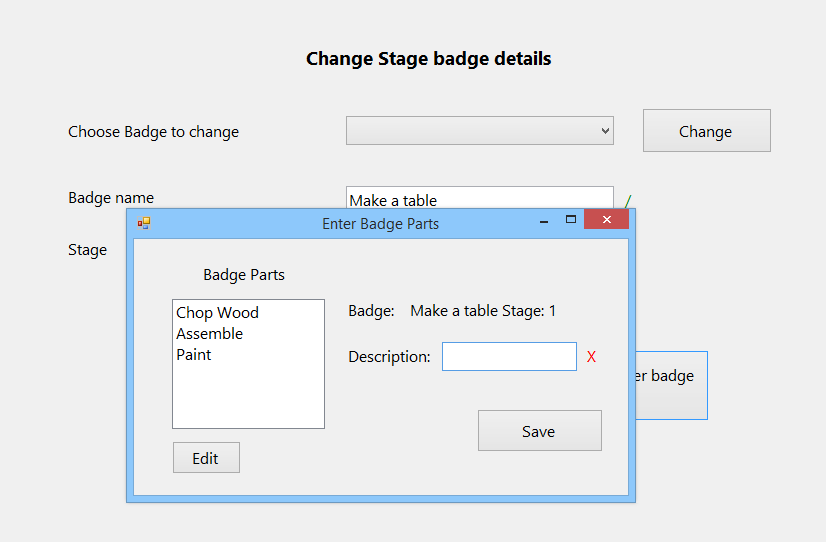 Change Stage badge details
Choose Badge to change
Change
Badge name
Make a table
/
Stage
Enter Badge Parts
Badge Parts
Chop Wood
Assemble
Paint
Badge: Make a table Stage: 1
Description:
X
badge
Save
Edit